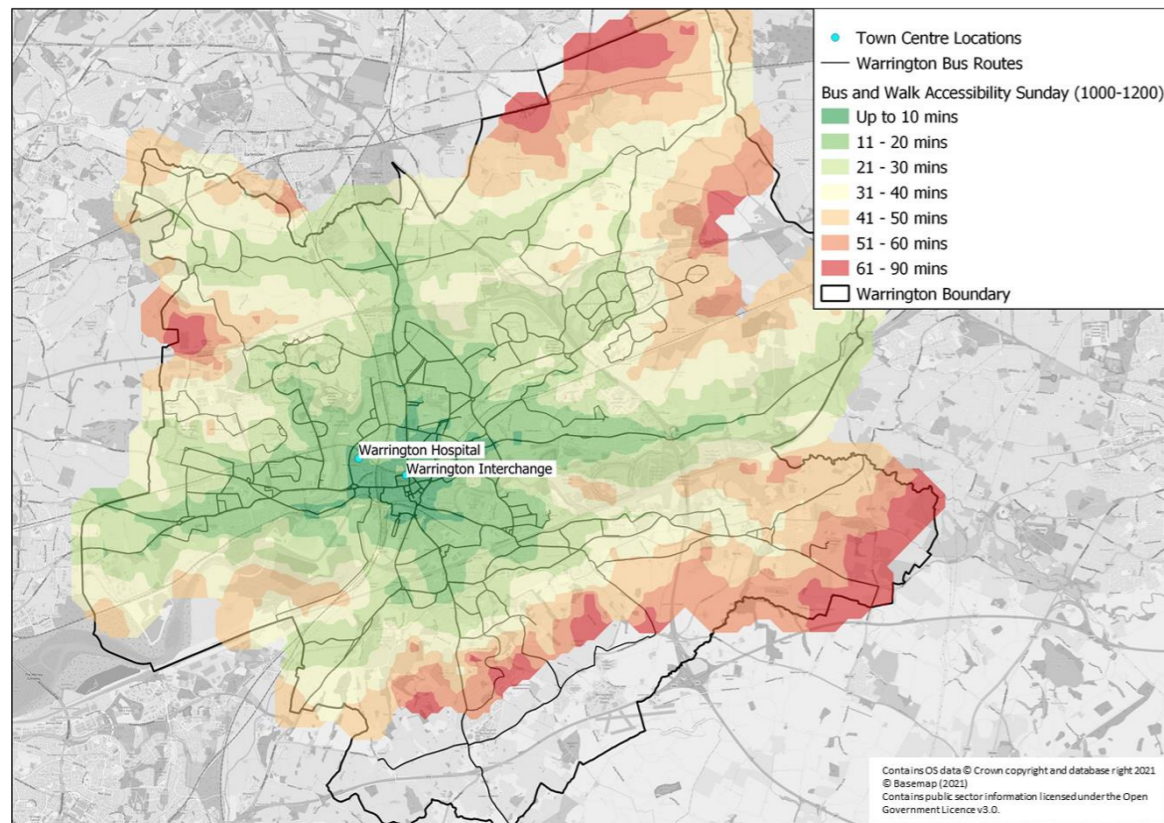 Town Centre Locations
Warrington Bus Routes
Bus and Walk Accessibility Sunday (1000-1200)
Up to 10 mins
11 - 20 mins
21 - 30 mins
31 - 40 mins
41 - 50 mins
51 - 60 mins
61 - 90 mins
Warrington Boundary
Warrington Hospital
Warrington Interchange
Contains OS data © Crown copyright and database right 2021
© Basemap (2021)
Contains public sector information licensed under the Open
Government Licence v3.0.